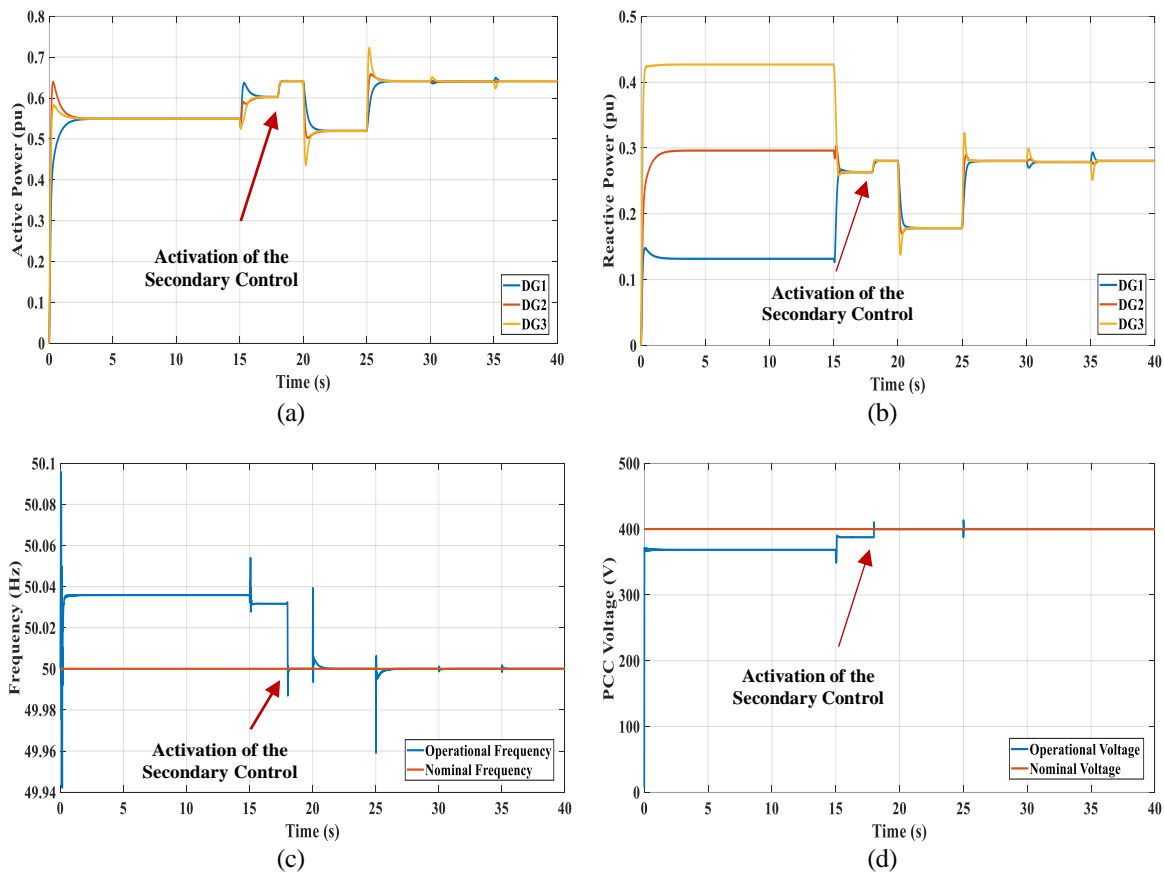 0.8
0.7
0.6
0.5
0.4
0.3
0.2
0.1
0
Active Power (pu)
Activation of the
Secondary Control
DG1
DG2
DG3
0 5 10 15 20 25 30 35 40
Time (s)
(a)
0.5
0.4
0.3
0.2
0.1
0
Reactive Power (pu)
Activation of the
Secondary Control
DG1
DG2
DG3
0 5 10 15 20 25 30 35 40
Time (s)
(b)
50.1
50.08
50.06
50.04
50.02
50
49.98
49.96
49.94
Frequency (Hz)
Activation of the
Secondary Control
Operational Frequency
Nominal Frequency
0 5 10 15 20 25 30 35 40
Time (s)
(c)
500
400
300
200
100
0
PCC Voltage (V)
Activation of the
Secondary Control
Operational Voltage
Nominal Voltage
0 5 10 15 20 25 30 35 40
Time (s)
(d)